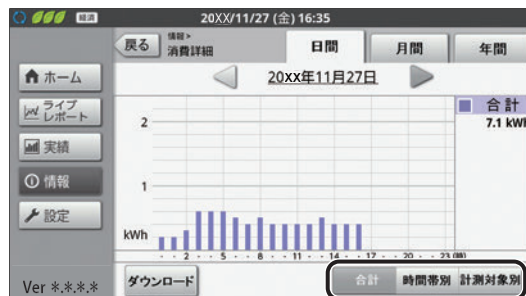 経済 20XX/11/27 (金) 16:35
戻る 情報> 消費詳細 日間 月間 年間
ホーム
20XX年11月27日
ライブレポート
実績
情報
設定
合計
7.1 kWh
2
1
kWh
2 5 8 11 14 17 20 23 (時)
Ver *.*.*.*
ダウンロード 合計 時間帯別 計測対象別